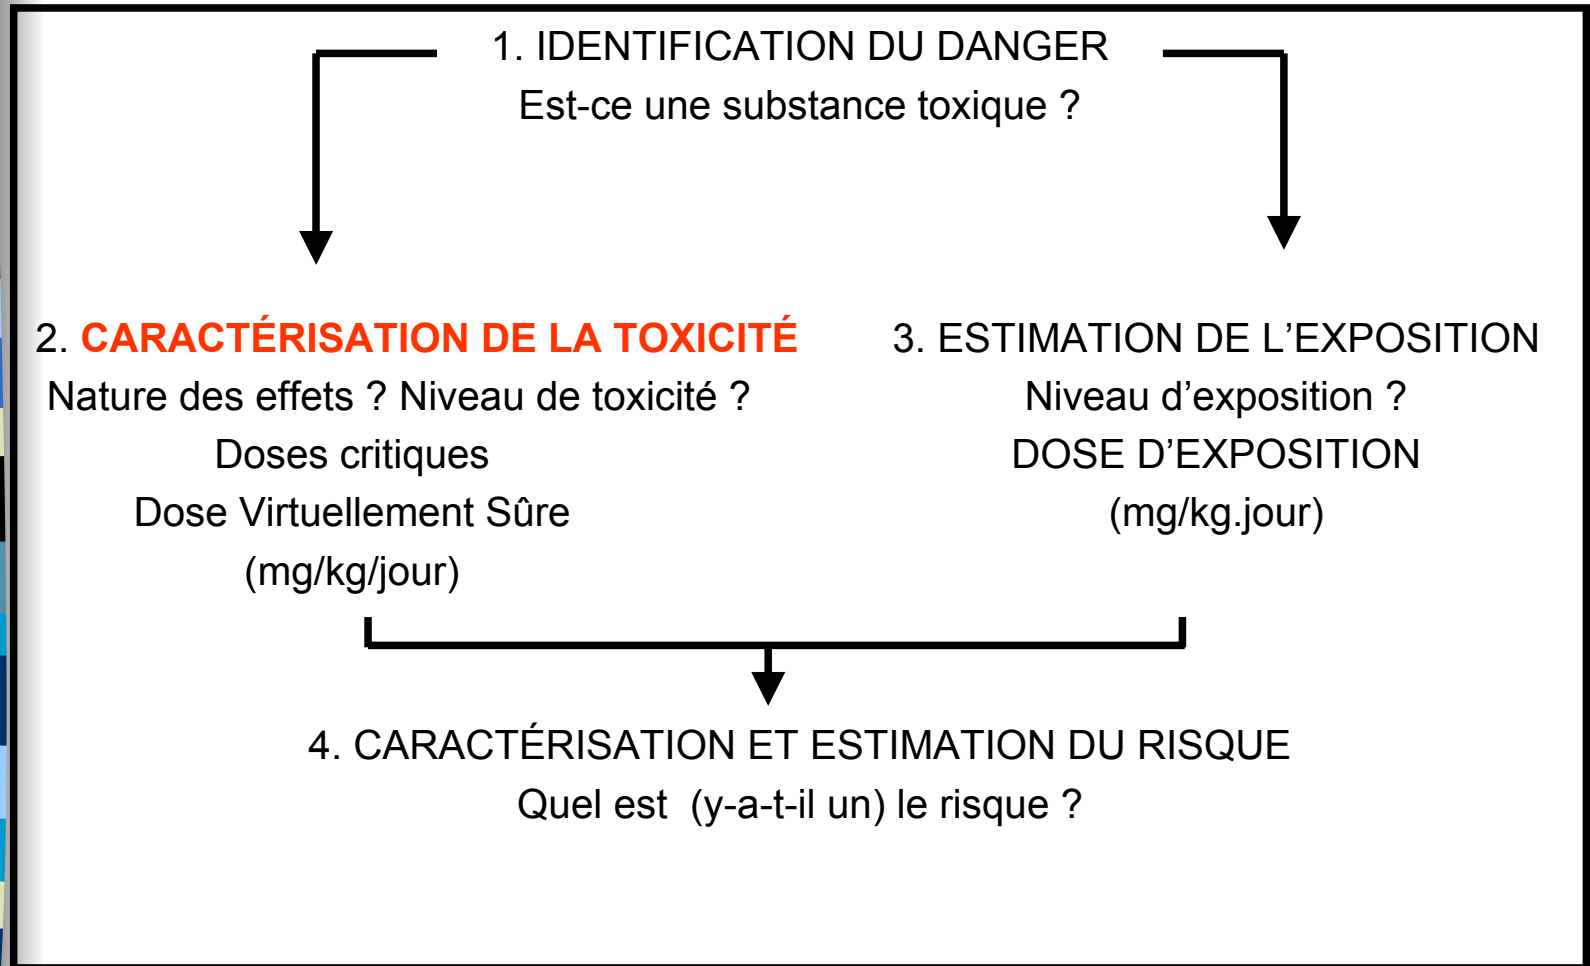 1. IDENTIFICATION DU DANGER
Est-ce une substance toxique ?
2. CARACTÉRISATION DE LA TOXICITÉ
Nature des effets ? Niveau de toxicité ?
Doses critiques
Dose Virtuellement Sûre
(mg/kg/jour)
3. ESTIMATION DE L’EXPOSITION
Niveau d’exposition ?
DOSE D’EXPOSITION
(mg/kg.jour)
4. CARACTÉRISATION ET ESTIMATION DU RISQUE
Quel est (y-a-t-il un) le risque ?